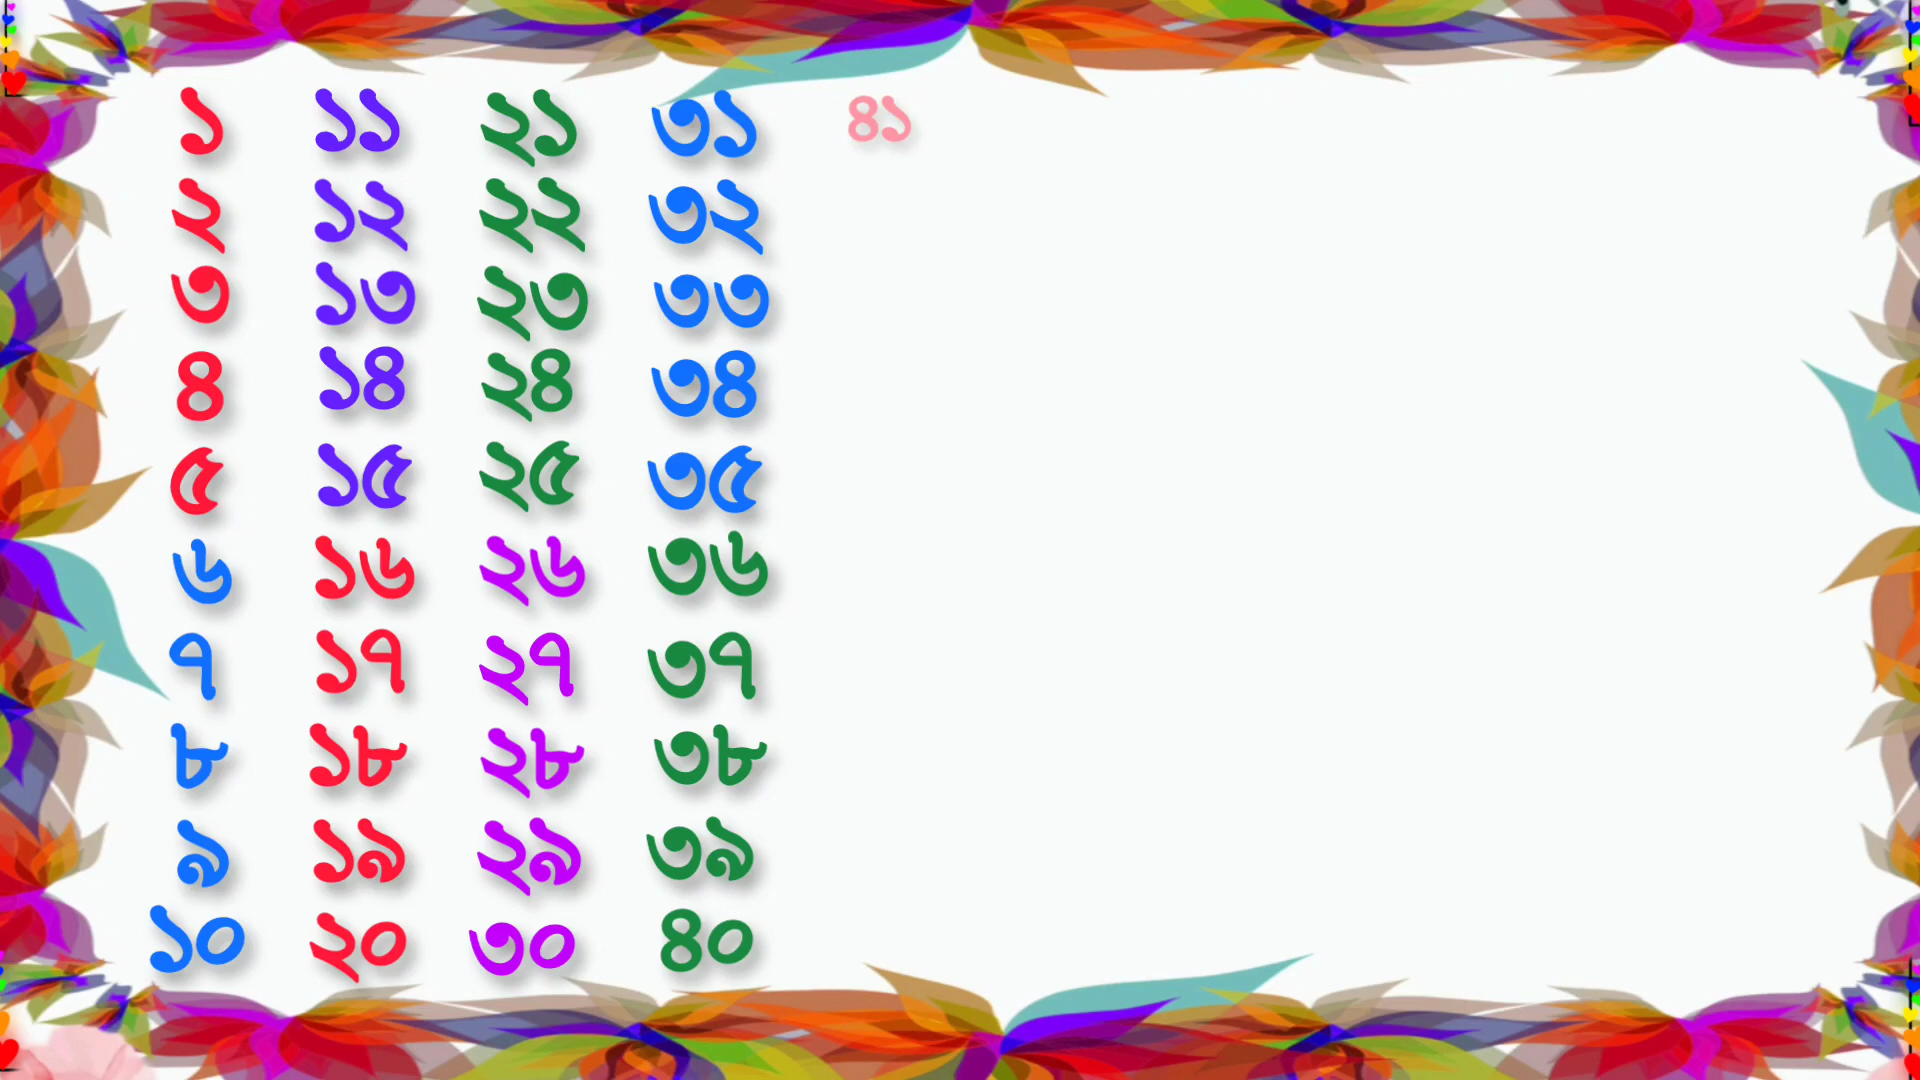 ১ ১১ ২১ ৩১ ৪১
২ ১২ ২২ ৩২
৩ ১৩ ২৩ ৩৩
৪ ১৪ ২৪ ৩৪
৫ ১৫ ২৫ ৩৫
৬ ১৬ ২৬ ৩৬
৭ ১৭ ২৭ ৩৭
৮ ১৮ ২৮ ৩৮
৯ ১৯ ২৯ ৩৯
১০ ২০ ৩০ ৪০